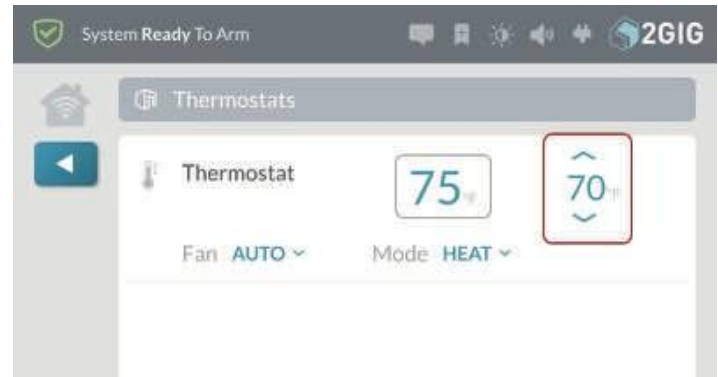 System Ready To Arm
2GIG
Thermostats
Thermostat 75°F 70°F
Fan AUTO Mode HEAT